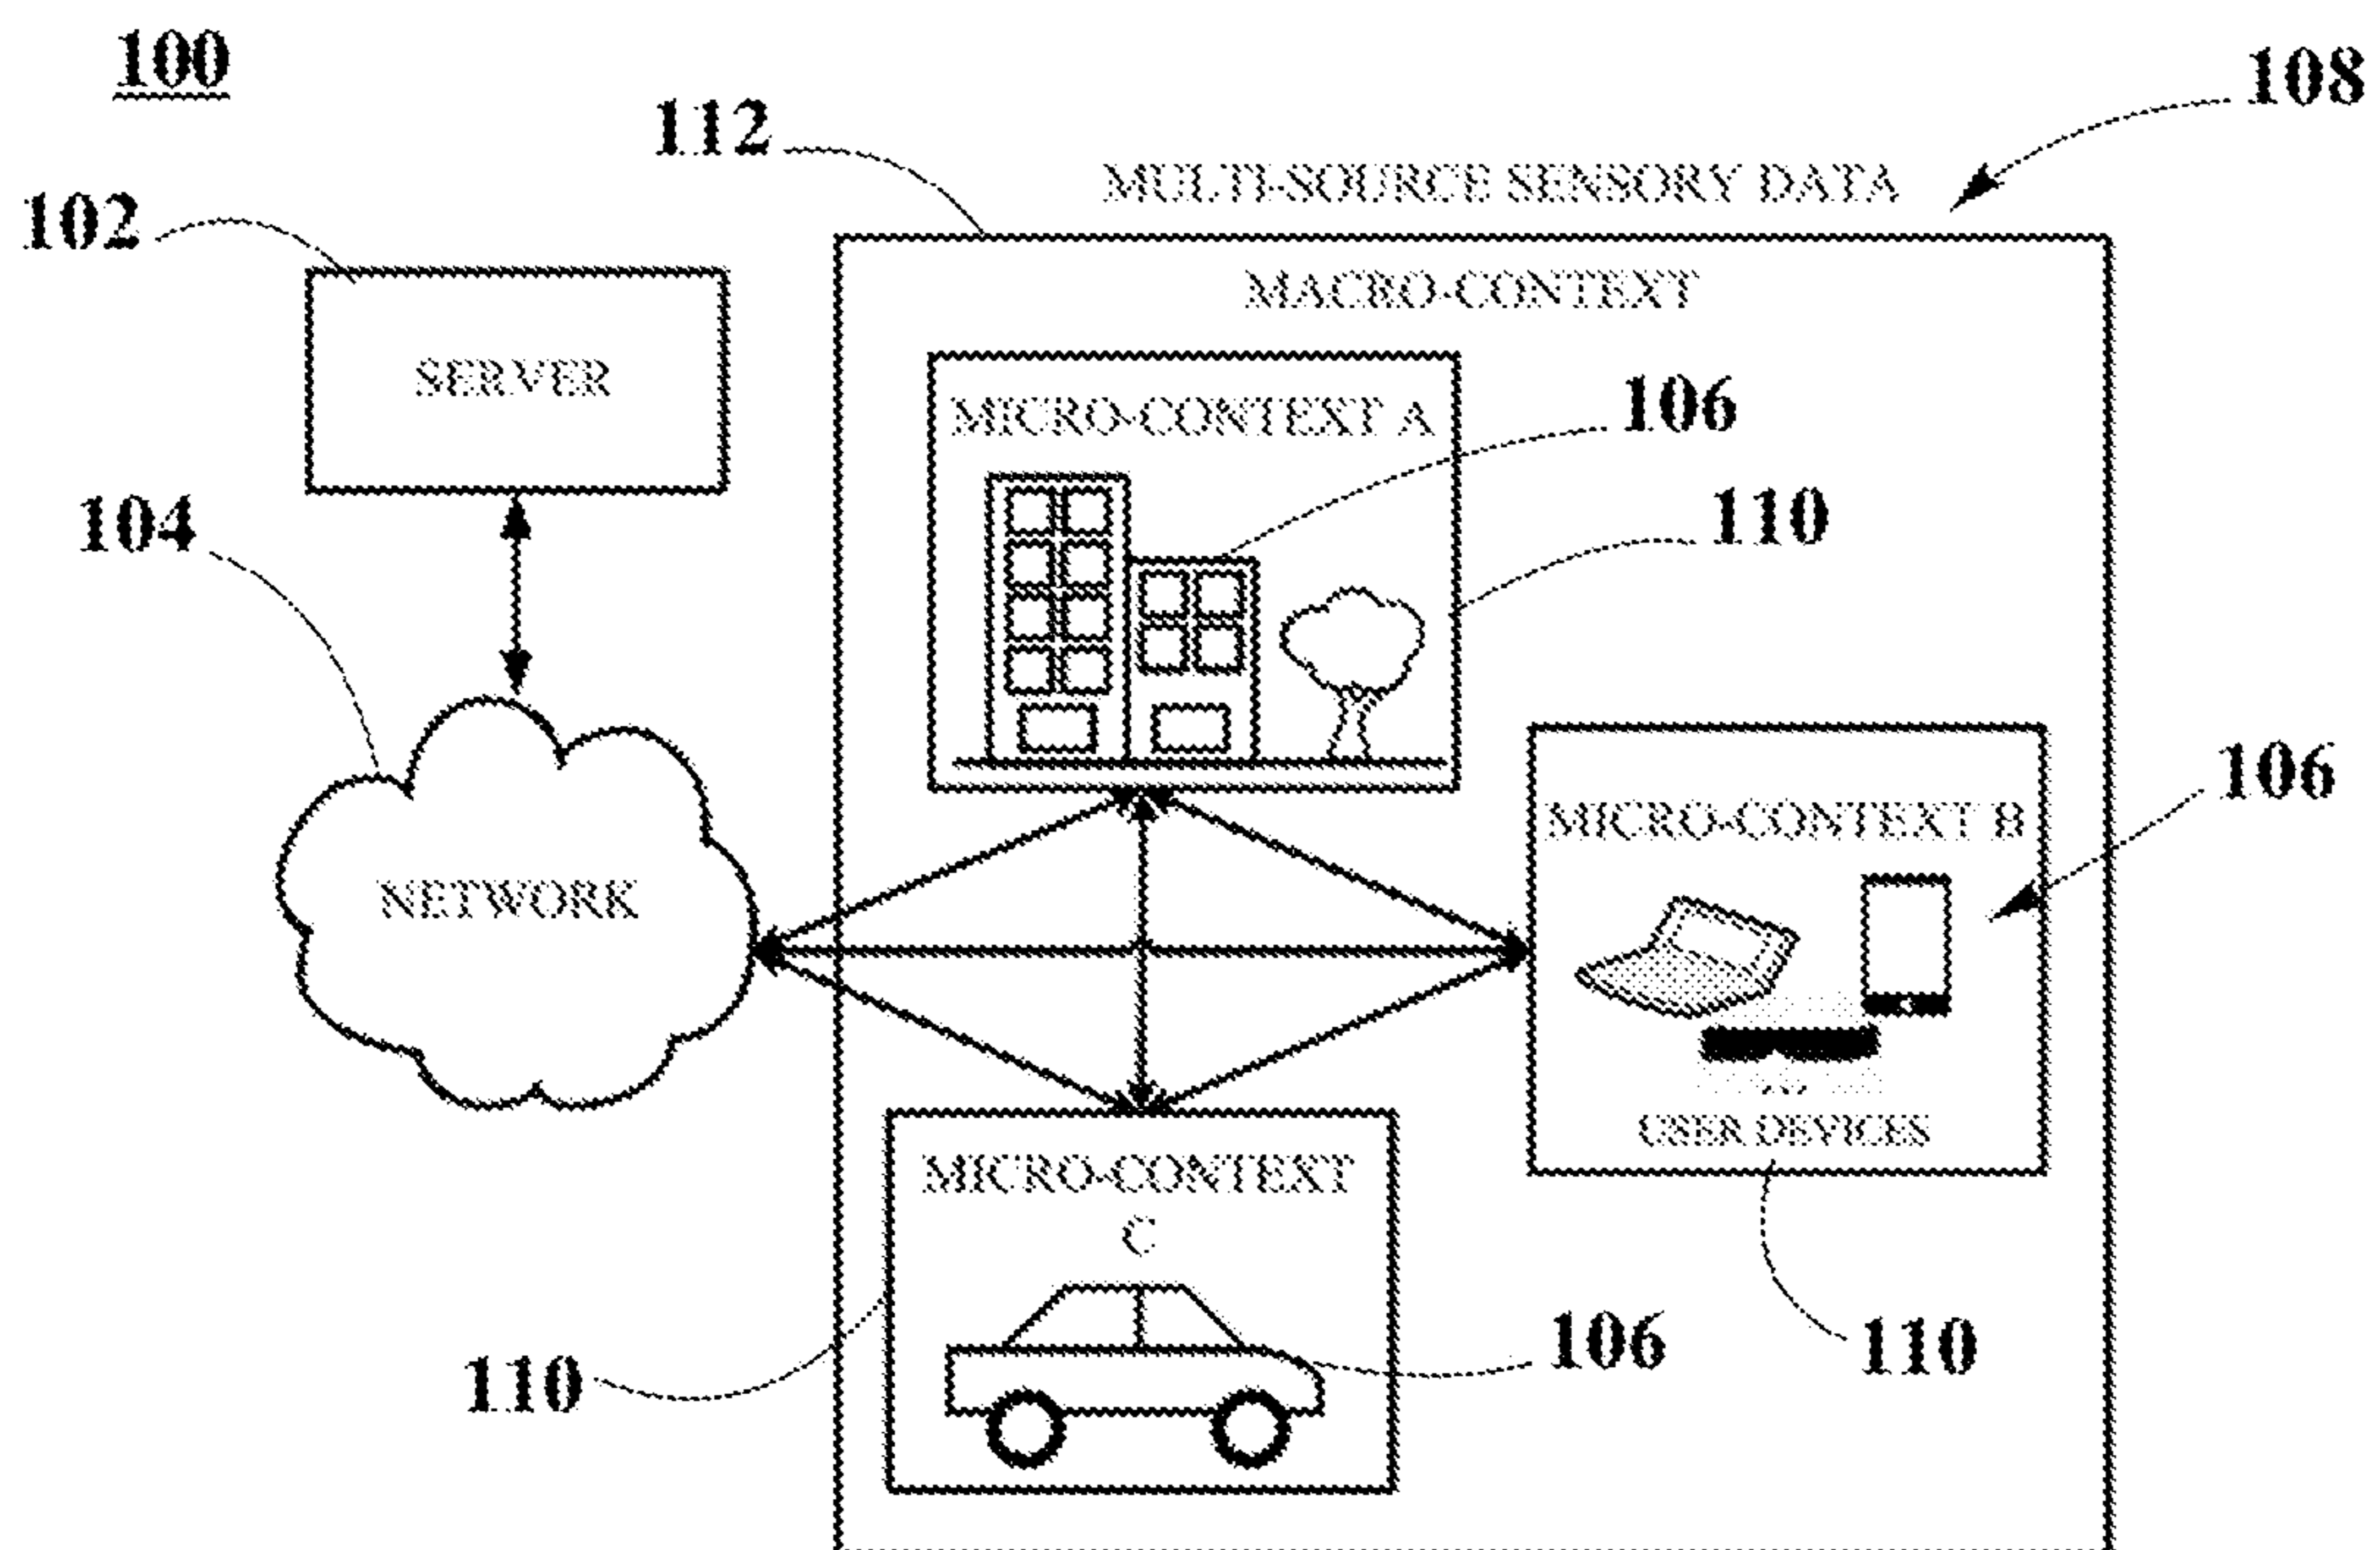 100
108
112
MULTI-SOURCE SENSORY DATA
102
MACRO-CONTEXT
SERVER
MICRO-CONTEXT A
106
110
104
NETWORK
MICRO-CONTEXT B
106
USER DEVICES
MICRO-CONTEXT
C
110
106
110